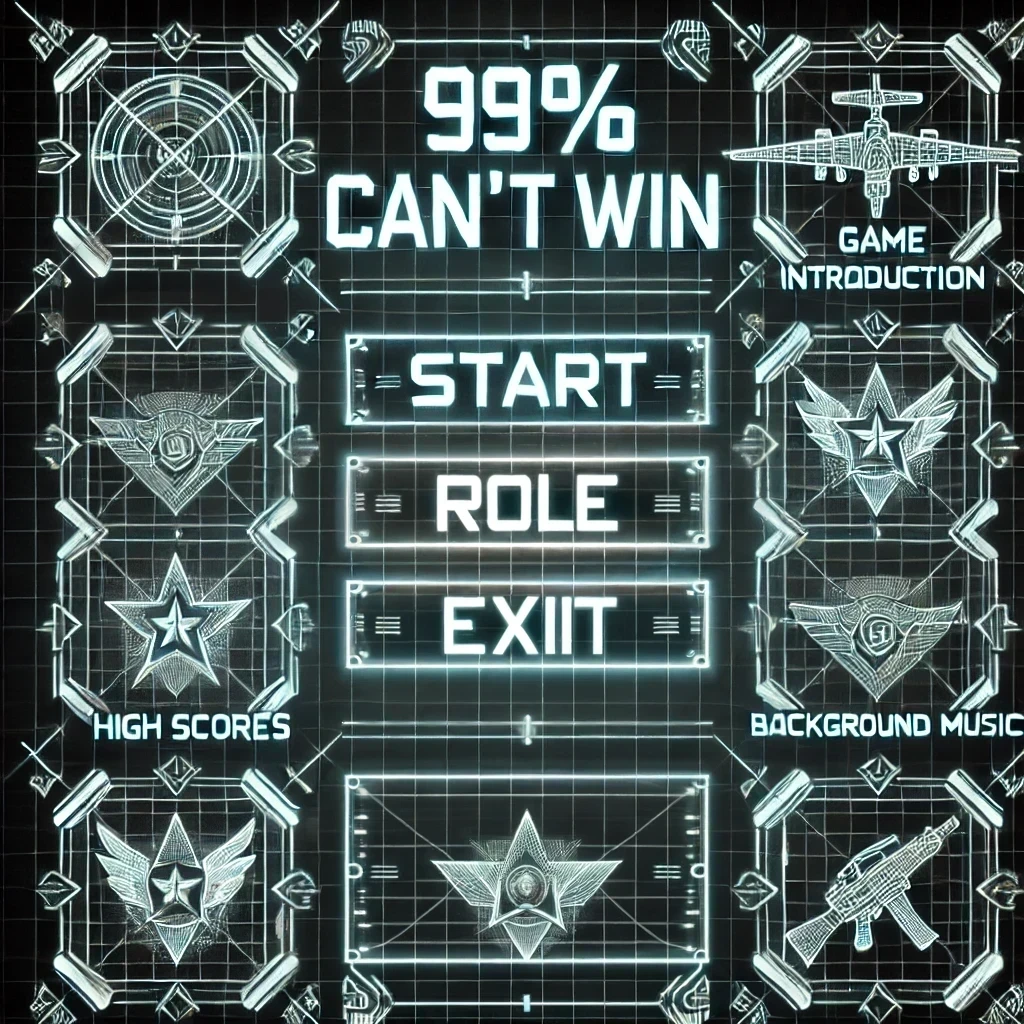 99%
CAN'T WIN
GAME
INTRODUCTION
START
ROLE
EXIIT
HIGH SCORES
BACKGROUND MUSIC